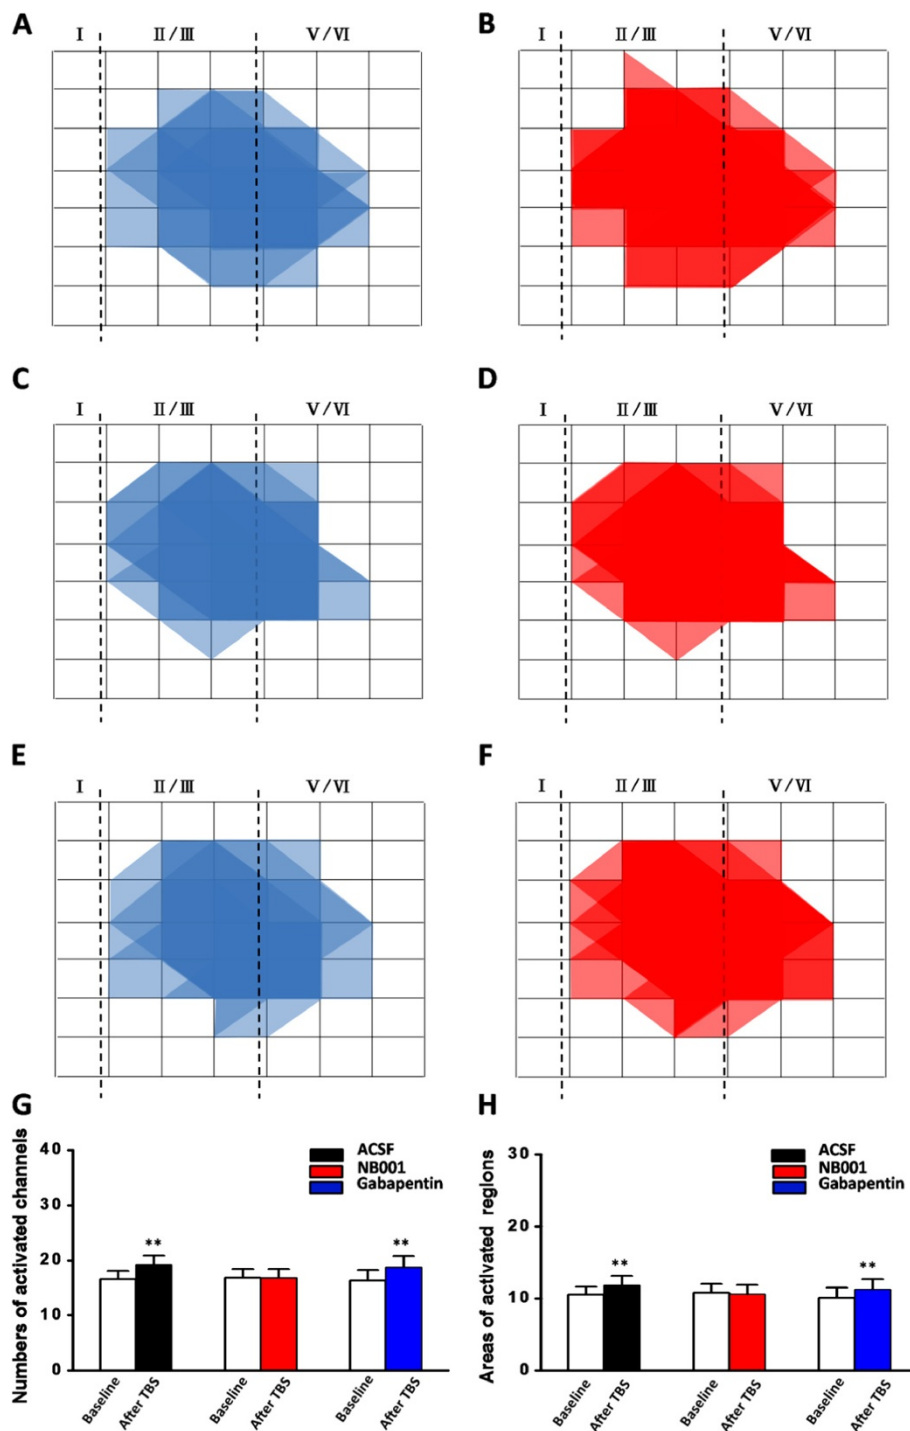 A
I II/III V/VI
B
I II/III V/VI
C
I II/III V/VI
D
I II/III V/VI
E
I II/III V/VI
F
I II/III V/VI
G
Numbers of activated channels
40
30
20
10
0
ACSF
NB001
Gabapentin
** **
Baseline After TBS Baseline After TBS Baseline After TBS
H
Areas of activated regions
30
20
10
0
ACSF
NB001
Gabapentin
** **
Baseline After TBS Baseline After TBS Baseline After TBS